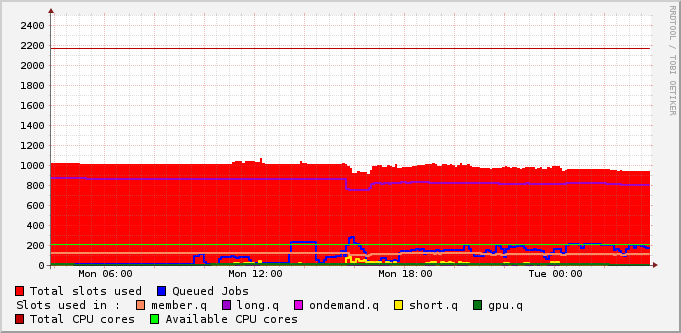 2400
2200
2000
1800
1600
1400
1200
1000
800
600
400
200
0
Mon 06:00 Mon 12:00 Mon 18:00 Tue 00:00
Total slots used Queued Jobs
Slots used in : member.q long.q ondemand.q short.q gpu.q
Total CPU cores Available CPU cores
RRDTOOL / TOBI OETIKER